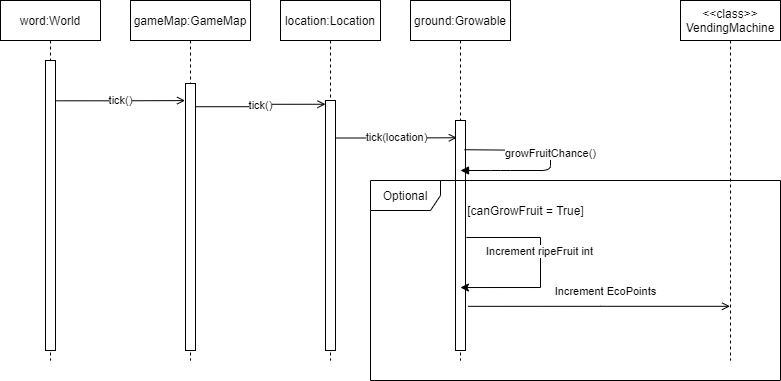 word:World
gameMap:GameMap
location:Location
ground:Growable
<<class>>
VendingMachine
tick()
tick()
tick(location)
growFruitChance()
Optional
[canGrowFruit = True]
Increment ripeFruit int
Increment EcoPoints